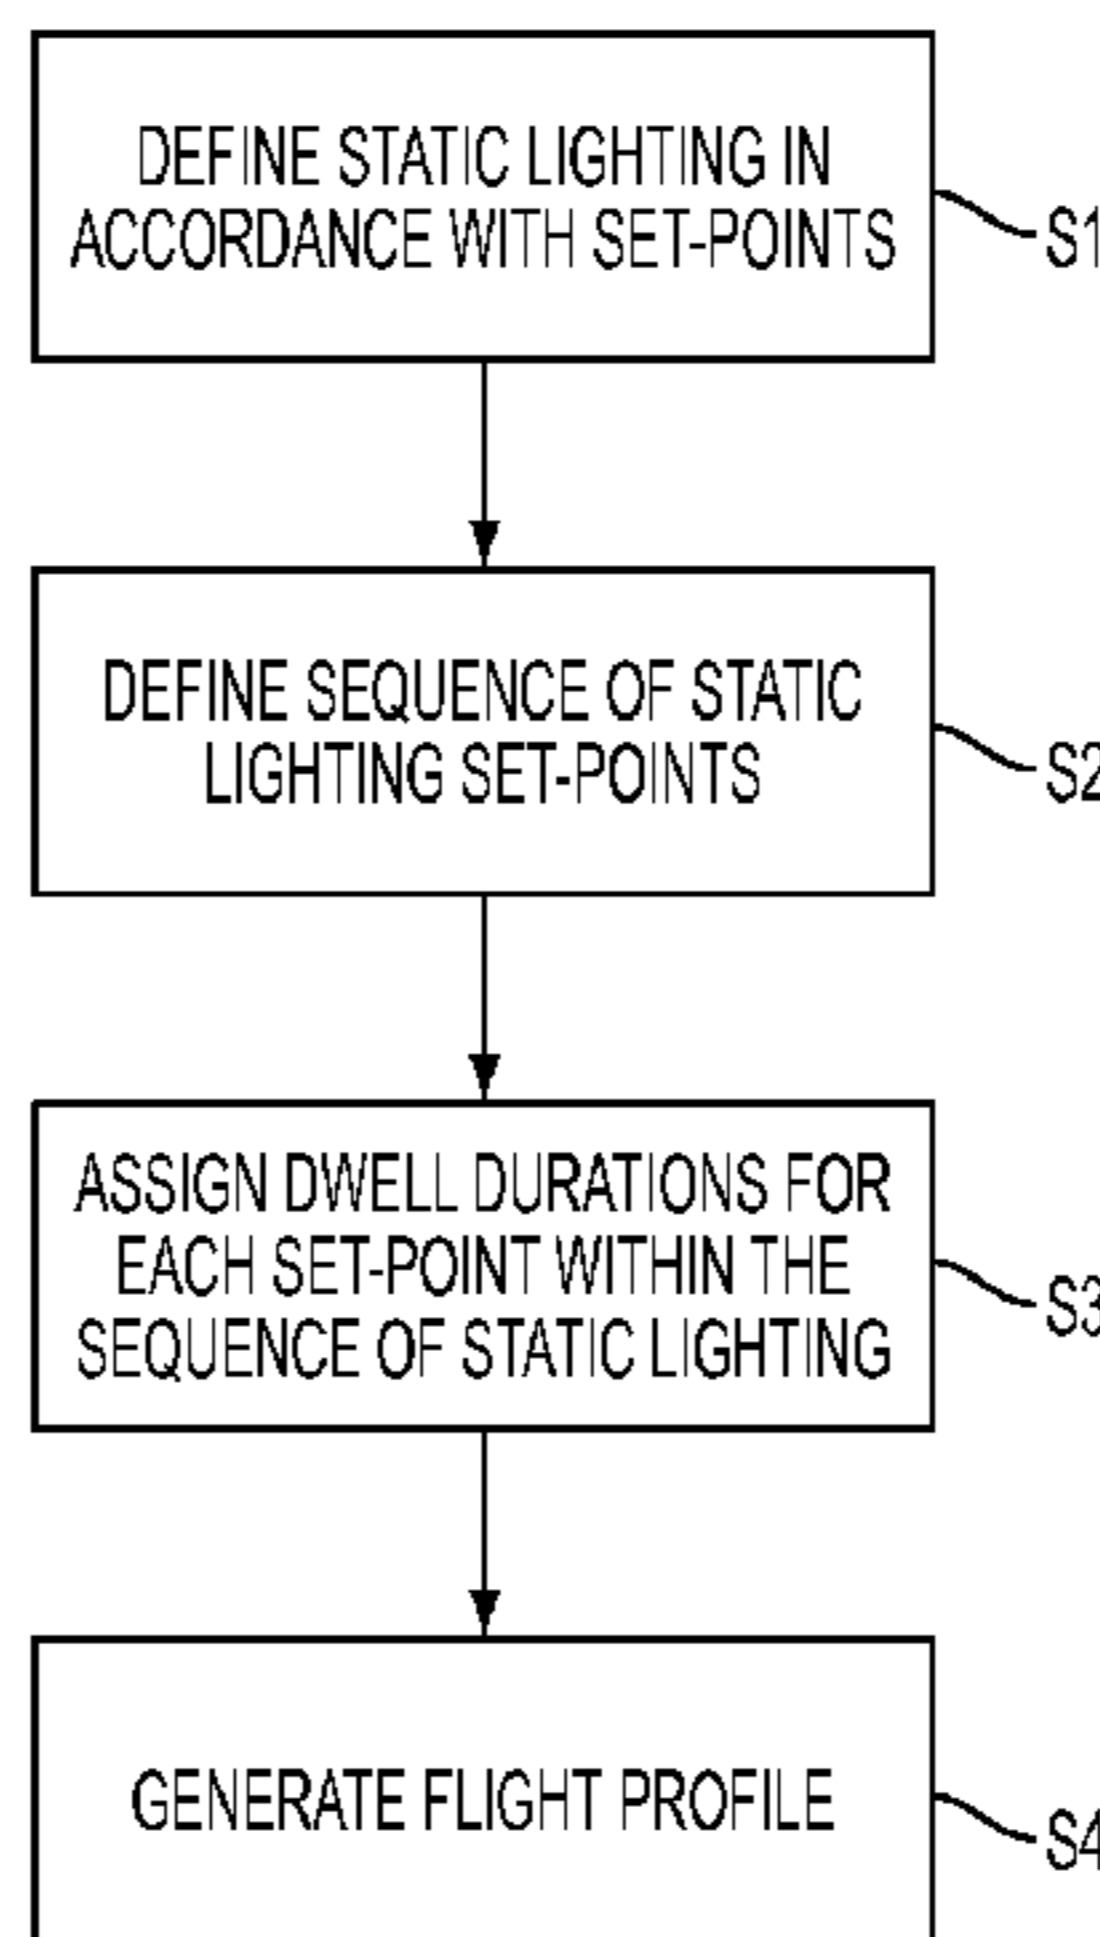 DEFINE STATIC LIGHTING IN
ACCORDANCE WITH SET-POINTS
S1
DEFINE SEQUENCE OF STATIC
LIGHTING SET-POINTS
S2
ASSIGN DWELL DURATIONS FOR
EACH SET-POINT WITHIN THE
SEQUENCE OF STATIC LIGHTING
S3
GENERATE FLIGHT PROFILE
S4